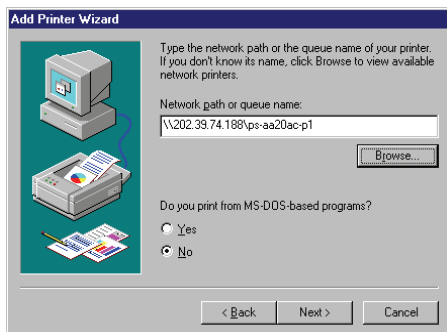 Add Printer Wizard
Type the network path or the queue name of your printer.
If you don't know its name, click Browse to view available
network printers.
Network path or queue name:
\\202.39.74.188\ps-aa20ac-p1
Browse...
Do you print from MS-DOS-based programs?
Yes
No
< Back
Next >
Cancel